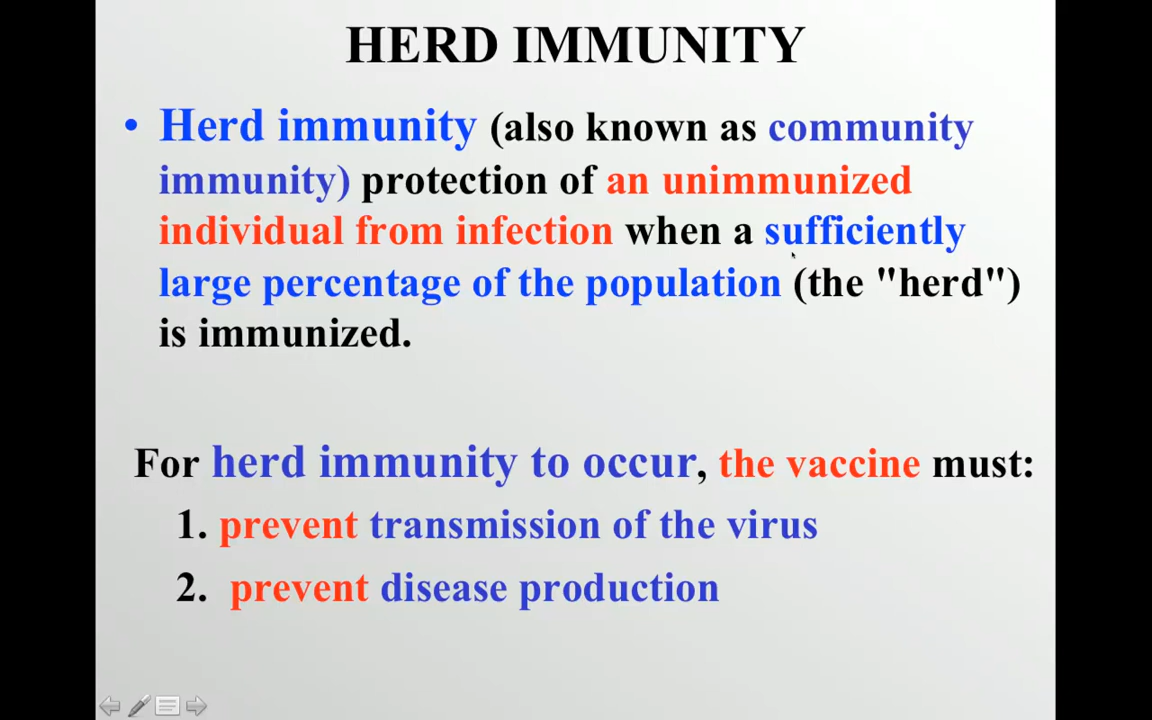 HERD IMMUNITY
• Herd immunity (also known as community
immunity) protection of an unimmunized
individual from infection when a sufficiently
large percentage of the population (the "herd")
is immunized.
For herd immunity to occur, the vaccine must:
1. prevent transmission of the virus
2. prevent disease production